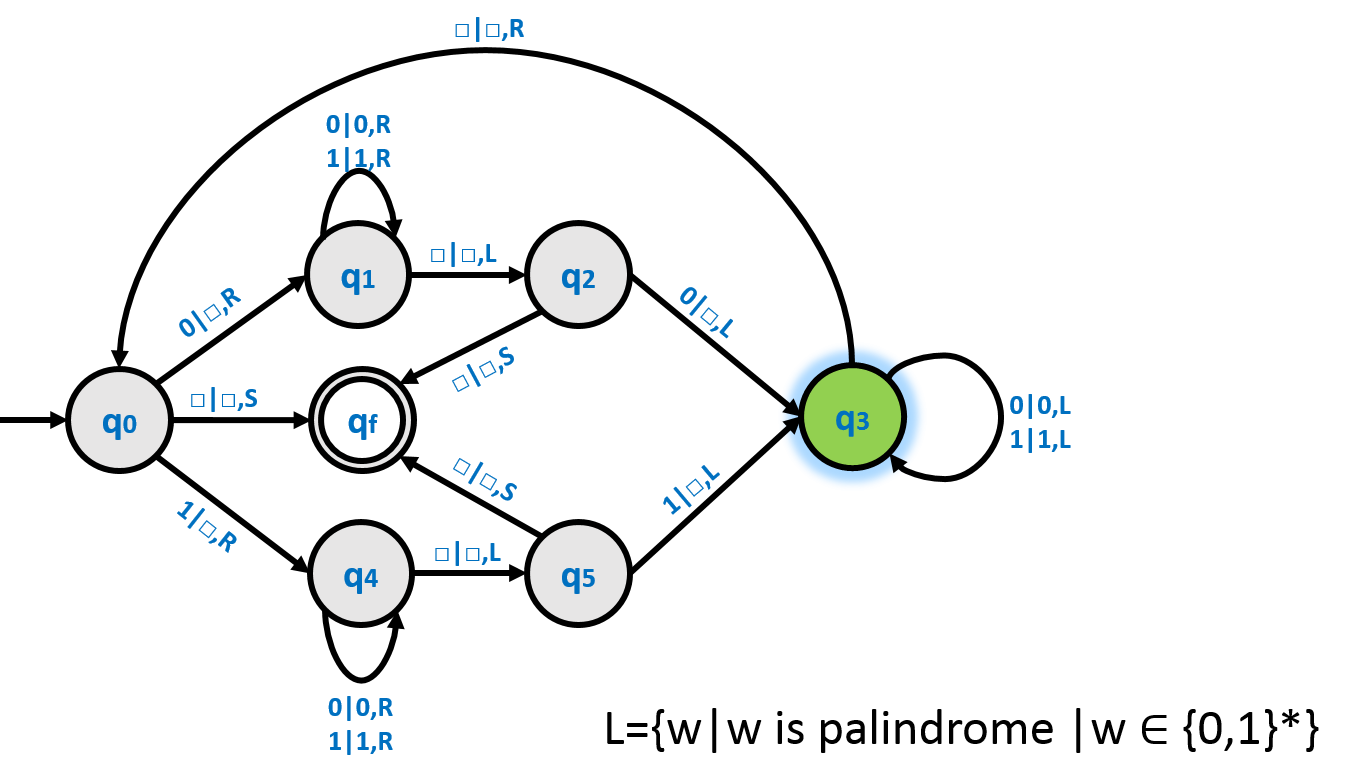 □|□,R
0|0,R
1|1,R
q1
□|□,L
q2
0|□,R
0|□,L
□|□,S
q0
□|□,S
qf
q3
0|0,L
1|1,L
1|□,R
□|□,S
1|□,L
q4
□|□,L
q5
0|0,R
1|1,R
L={w|w is palindrome |w ∈ {0,1}*}